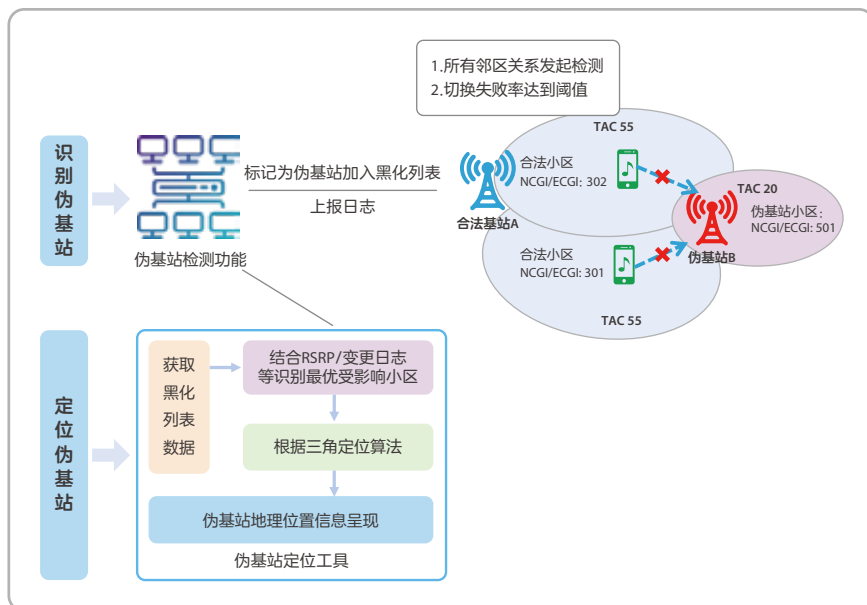 1.所有邻区关系发起检测
2.切换失败率达到阈值
识别伪基站
伪基站检测功能
标记为伪基站加入黑化列表
上报日志
合法基站A
TAC 55
合法小区
NCGI/ECGI: 302
TAC 20
伪基站小区:
NCGI/ECGI: 501
伪基站B
合法小区
NCGI/ECGI: 301
TAC 55
定位伪基站
获取
黑化
列表
数据
结合RSRP/变更日志
等识别最优受影响小区
根据三角定位算法
伪基站地理位置信息呈现
伪基站定位工具